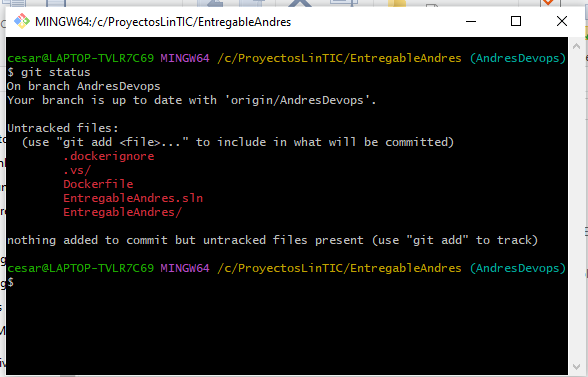 MINGW64:/c/ProyectosLinTIC/EntregableAndres
cesar@LAPTOP-TVLR7C69 MINGW64 /c/ProyectosLinTIC/EntregableAndres (AndresDevops)
$ git status
On branch AndresDevops
Your branch is up to date with 'origin/AndresDevops'.
Untracked files:
(use "git add <file>..." to include in what will be committed)
.dockerignore
.vs/
Dockerfile
EntregableAndres.sln
EntregableAndres/
nothing added to commit but untracked files present (use "git add" to track)
cesar@LAPTOP-TVLR7C69 MINGW64 /c/ProyectosLinTIC/EntregableAndres (AndresDevops)
$